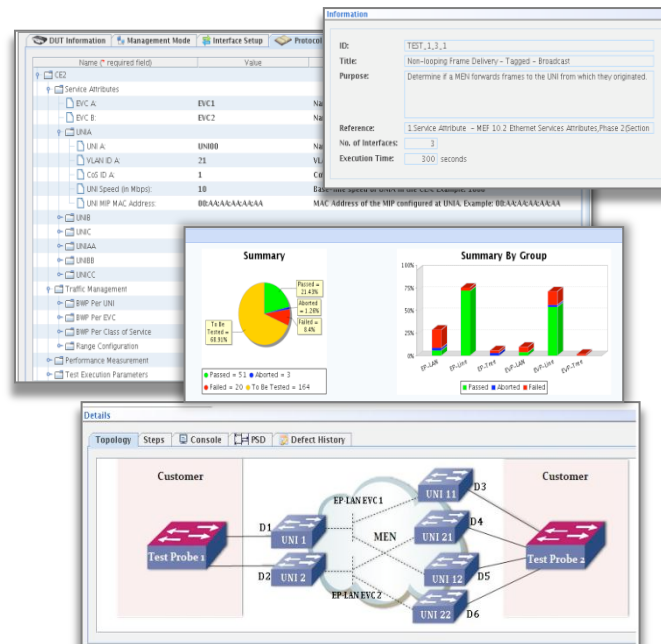 DUT Information
Management Mode
Interface Setup
Protocol
Name (* required field)
Value
CE2
Service Attributes
EVC A:
EVC1
EVC B:
EVC2
UNIA
UNI A:
UNI00
VLAN ID A:
21
CoS ID A:
1
UNI Speed (in Mbps):
10
UNI MIP MAC Address:
00:AA:AA:AA:AA:AA
MAC Address of the MIP configured at UNIA. Example: 00:AA:AA:AA:AA:AA
UNIB
UNIC
UNIAA
UNIBB
UNICC
Traffic Management
BWP Per UNI
BWP Per EVC
BWP Per Class of Service
Range Configuration
Performance Measurement
Test Execution Parameters
Information
ID:
TEST_1_3_1
Title:
Non-looping Frame Delivery - Tagged - Broadcast
Purpose:
Determine if a MEN forwards frames to the UNI from which they originated.
Reference:
1.Service Attribute - MEF 10.2 Ethernet Services Attributes,Phase 2(Section
No. of Interfaces:
3
Execution Time:
300 seconds
Summary
Passed =
21.43%
Aborted
= 1.26%
Failed =
8.4%
To Be
Tested =
68.91%
Passed = 51 Aborted = 3
Failed = 20 To Be Tested = 164
Summary By Group
100%
75%
50%
25%
0%
EP-LAN
EP-Line
EP-Tree
EVP-LAN
EVP-Line
EVP-Tree
Passed Aborted Failed
Details
Topology
Steps
Console
PSD
Defect History
Customer
Customer
EP-LAN EVC1
MEN
EP-LAN EVC2
Test Probe 1
Test Probe 2
D1
D2
D3
D4
D5
D6
UNI 1
UNI 2
UNI 11
UNI 21
UNI 12
UNI 22